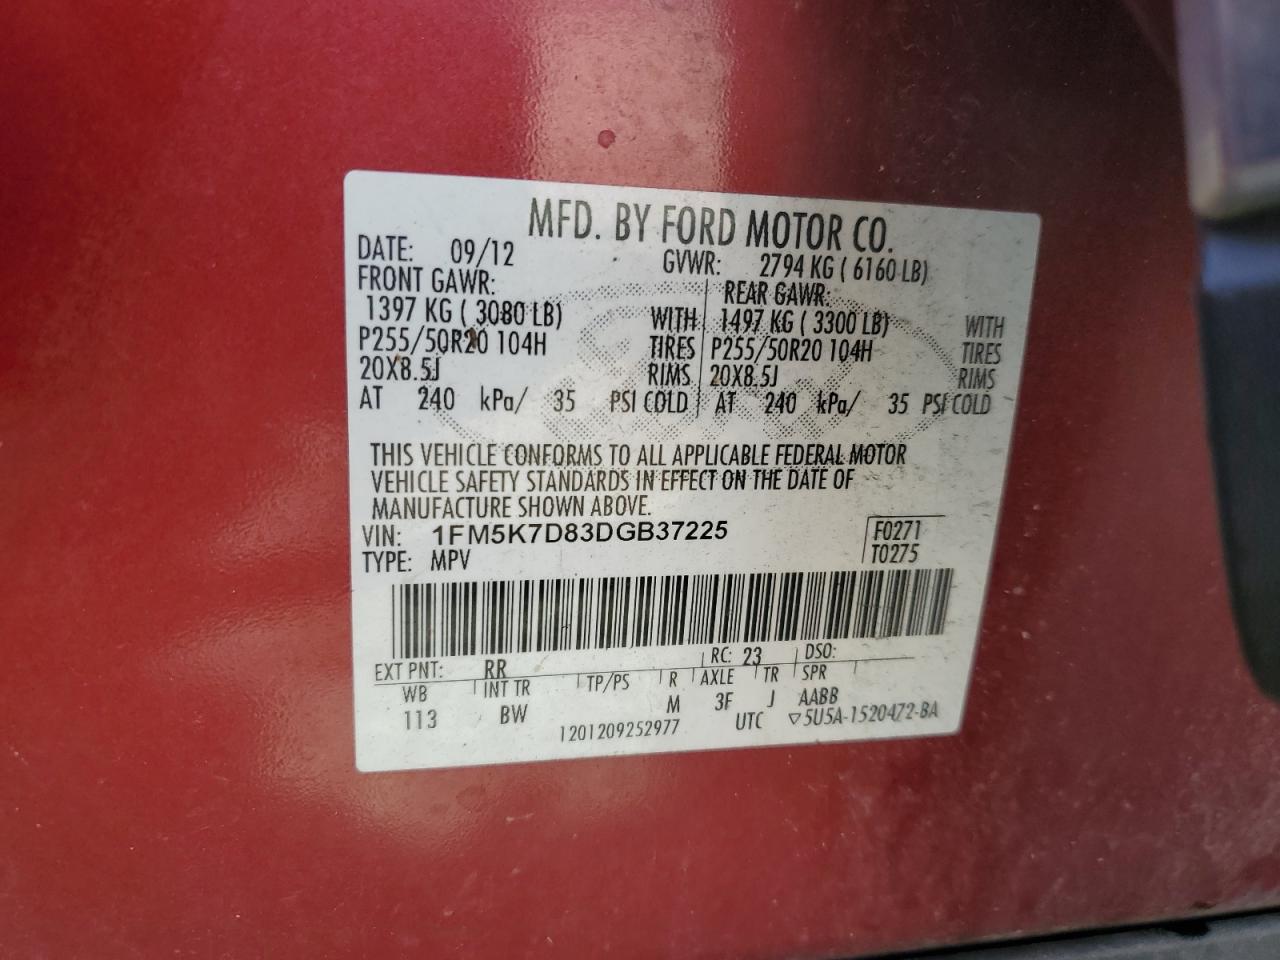 MFD. BY FORD MOTOR CO.
DATE: 09/12 GVWR: 2794 KG ( 6160 LB)
FRONT GAWR: REAR GAWR:
1397 KG ( 3080 LB) WITH 1497 KG ( 3300 LB) WITH
P255/50R20 104H TIRES P255/50R20 104H TIRES
20X8.5J RIMS 20X8.5J RIMS
AT 240 kPa/ 35 PSI COLD AT 240 kPa/ 35 PSI COLD
THIS VEHICLE CONFORMS TO ALL APPLICABLE FEDERAL MOTOR
VEHICLE SAFETY STANDARDS IN EFFECT ON THE DATE OF
MANUFACTURE SHOWN ABOVE.
VIN: 1FM5K7D83DGB37225 F0271
TYPE: MPV T0275
EXT PNT: RR RC: 23 DSO:
WB INT TR TP/PS R AXLE TR SPR
113 BW M 3F J AABB
1201209252977 UTC ▽5U5A-1520472-BA